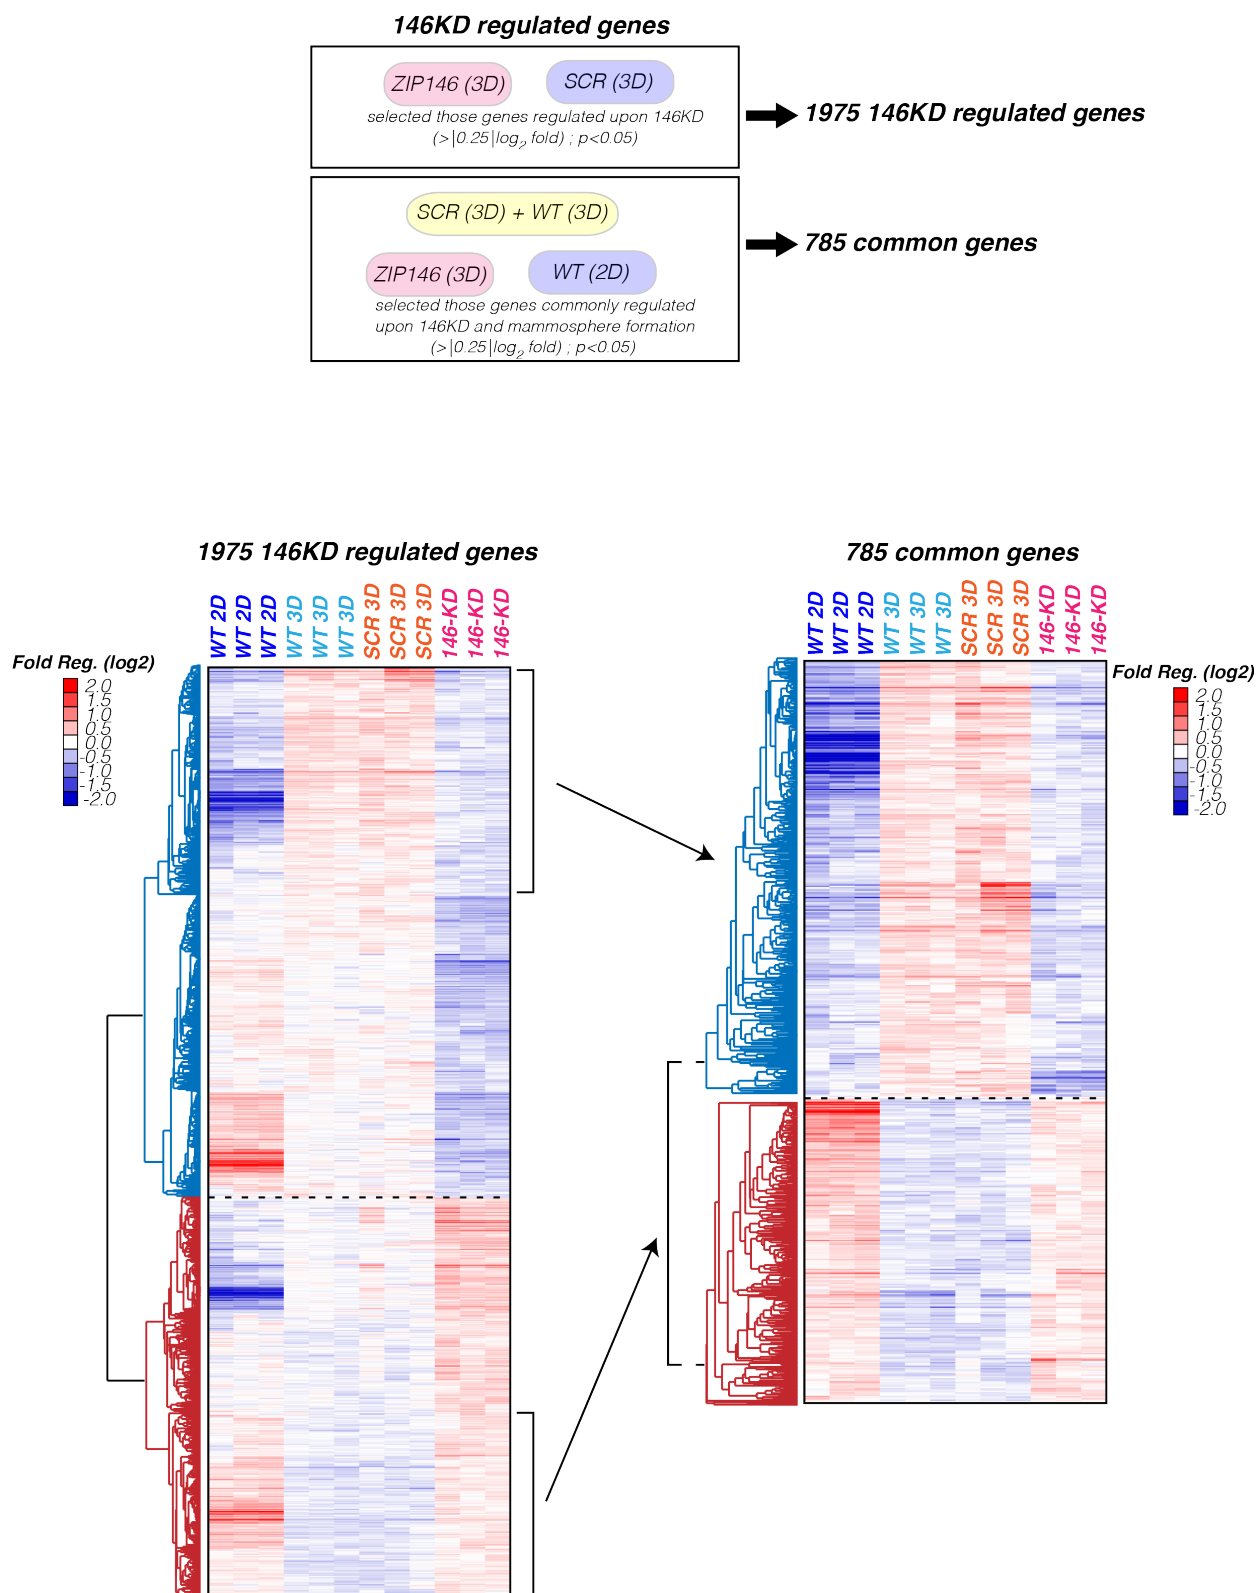 146KD regulated genes
ZIP146 (3D)
SCR (3D)
selected those genes regulated upon 146KD
(>|0.25|log2 fold) ; p<0.05)
1975 146KD regulated genes
SCR (3D) + WT (3D)
ZIP146 (3D)
WT (2D)
selected those genes commonly regulated
upon 146KD and mammosphere formation
(>|0.25|log2 fold) ; p<0.05)
785 common genes
1975 146KD regulated genes
WT 2D
WT 2D
WT 2D
WT 3D
WT 3D
WT 3D
SCR 3D
SCR 3D
SCR 3D
146-KD
146-KD
146-KD
Fold Reg. (log2)
2.0
1.5
1.0
0.5
0.0
-0.5
-1.0
-1.5
-2.0
785 common genes
WT 2D
WT 2D
WT 2D
WT 3D
WT 3D
WT 3D
SCR 3D
SCR 3D
SCR 3D
146-KD
146-KD
146-KD
Fold Reg. (log2)
2.0
1.5
1.0
0.5
0.0
-0.5
-1.0
-1.5
-2.0